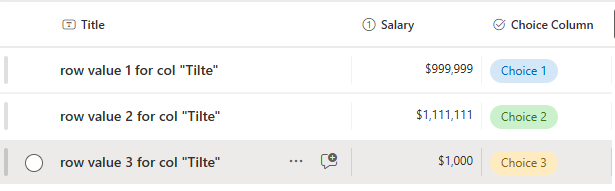 Title Salary Choice Column
row value 1 for col "Tilte" $999,999 Choice 1
row value 2 for col "Tilte" $1,111,111 Choice 2
row value 3 for col "Tilte" ··· $1,000 Choice 3